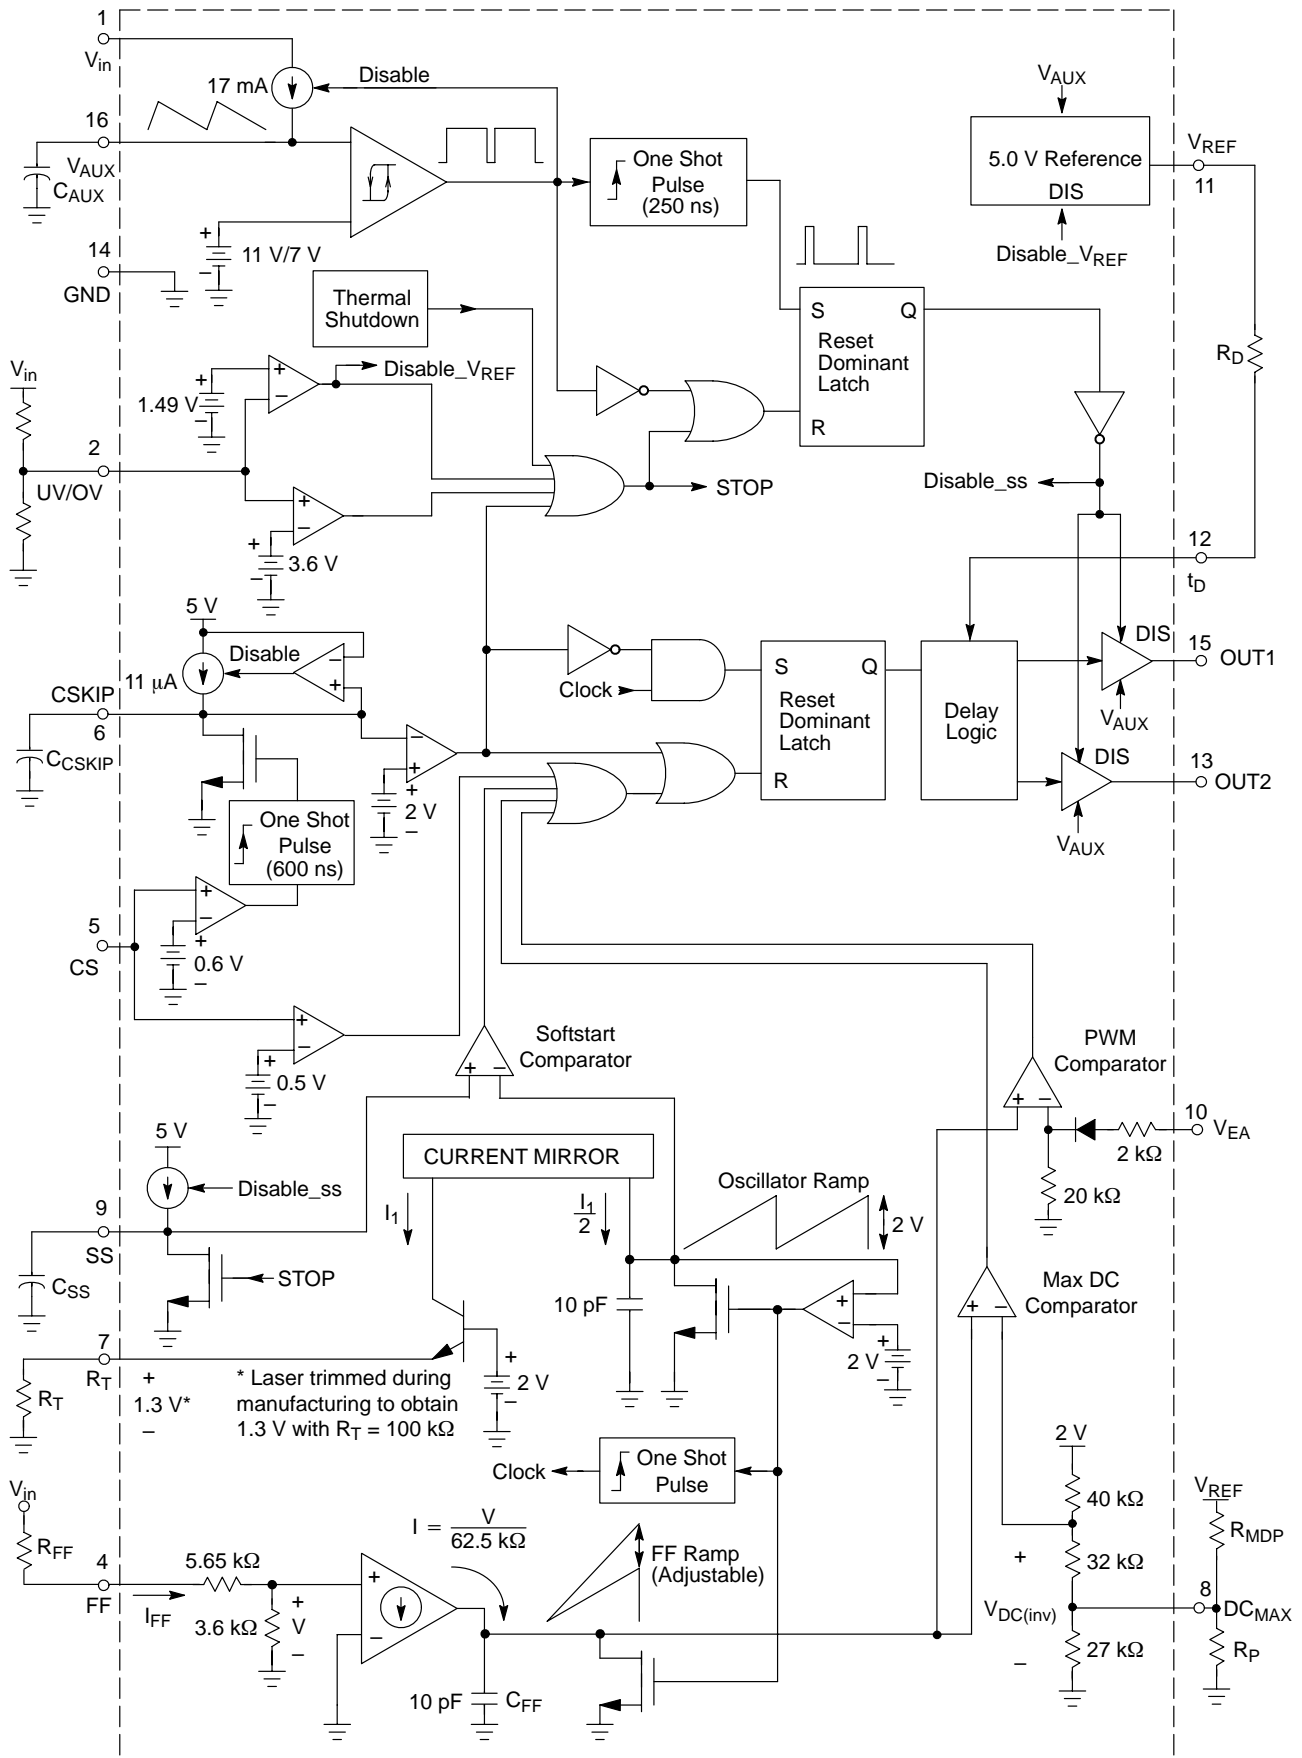 1
Vin
17 mA
Disable
16
VAUX
CAUX
+
−
11 V/7 V
14
GND
One Shot
Pulse
(250 ns)
VAUX
5.0 V Reference
DIS
Disable_VREF
VREF
11
RD
Thermal
Shutdown
S
Q
Reset
Dominant
Latch
R
Vin
+
−
1.49 V
+
−
Disable_VREF
2
UV/OV
+
−
+
−
3.6 V
STOP
Disable_ss
12
tD
5 V
11 µA
Disable
−
+
CSKIP
6
CCSKIP
−
+
+
2 V
−
Clock
S
Q
Reset
Dominant
Latch
R
Delay
Logic
DIS
15
OUT1
VAUX
DIS
13
OUT2
VAUX
One Shot
Pulse
(600 ns)
5
CS
+
−
+
0.6 V
−
+
−
+
0.5 V
−
Softstart
Comparator
+
−
PWM
Comparator
+
−
10
VEA
2 kΩ
20 kΩ
5 V
Disable_ss
9
SS
CSS
STOP
CURRENT MIRROR
I1
I1
2
Oscillator Ramp
2 V
10 pF
+
−
+
2 V
−
Max DC
Comparator
+
−
7
RT
RT
+
1.3 V*
−
* Laser trimmed during
manufacturing to obtain
1.3 V with RT = 100 kΩ
+
2 V
−
Clock
One Shot
Pulse
2 V
40 kΩ
+
32 kΩ
VDC(inv)
−
27 kΩ
VREF
RMDP
8
DCMAX
RP
Vin
RFF
4
FF
IFF
5.65 kΩ
3.6 kΩ
+
V
−
+
−
I = V
62.5 kΩ
FF Ramp
(Adjustable)
10 pF
CFF